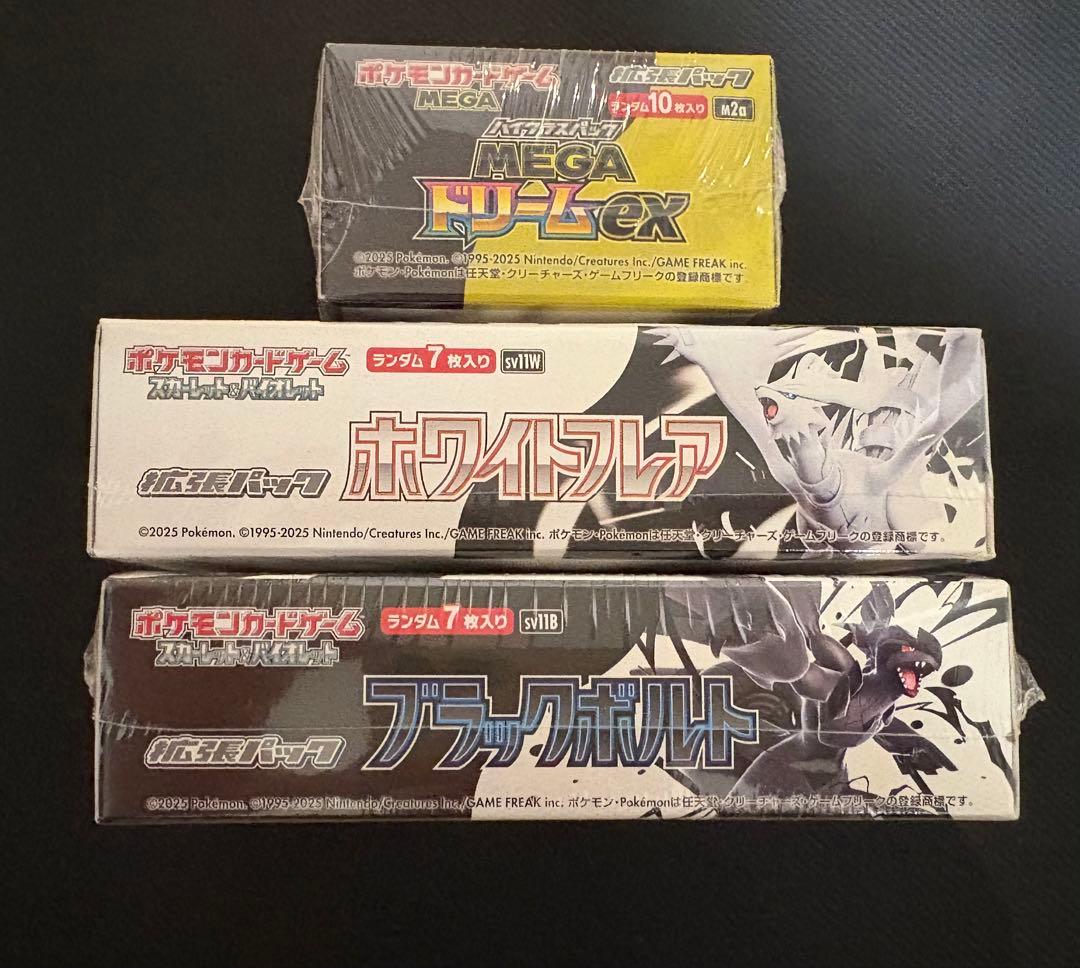 ポケモンカードゲーム
MEGA
拡張パック
ランダム10枚入り M2a
ハイクラスパック
MEGA
ドリームex
©2025 Pokémon. ©1995-2025 Nintendo/Creatures Inc./GAME FREAK inc.
ポケモン・Pokémonは任天堂・クリーチャーズ・ゲームフリークの登録商標です。
ポケモンカードゲーム
スカーレット&バイオレット
ランダム7枚入り sv11W
ホワイトフレア
拡張パック
©2025 Pokémon. ©1995-2025 Nintendo/Creatures Inc./GAME FREAK inc. ポケモン・Pokémonは任天堂・クリーチャーズ・ゲームフリークの登録商標です。
ポケモンカードゲーム
スカーレット&バイオレット
ランダム7枚入り sv11B
ブラックボルト
拡張パック
©2025 Pokémon. ©1995-2025 Nintendo/Creatures Inc./GAME FREAK inc. ポケモン・Pokémonは任天堂・クリーチャーズ・ゲームフリークの登録商標です。